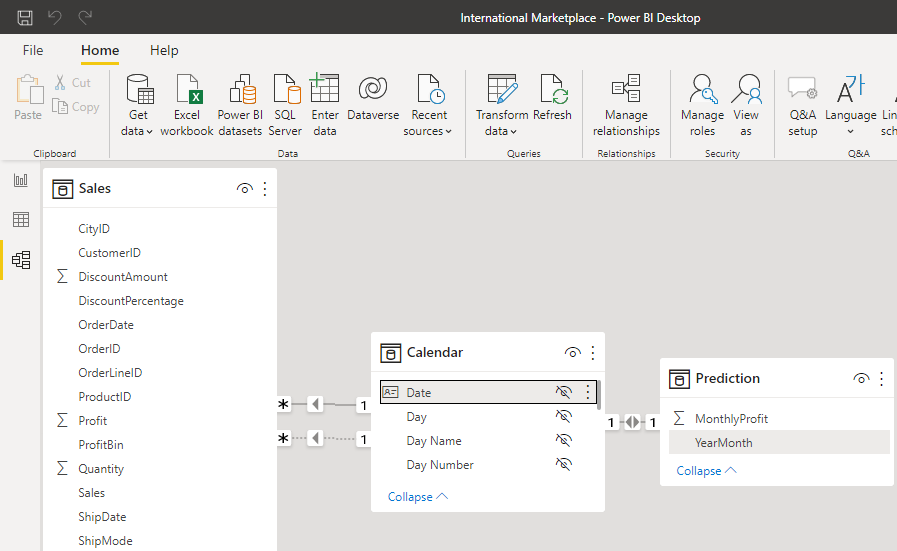 International Marketplace - Power BI Desktop
File Home Help
Paste
Cut
Copy
Get data
Excel workbook
Power BI datasets
SQL Server
Enter data
Dataverse
Recent sources
Transform data
Refresh
Manage relationships
Manage roles
View as
Q&A setup
Language
Lin
sch
Clipboard Data Queries Relationships Security Q&A
Sales
CityID
CustomerID
∑ DiscountAmount
DiscountPercentage
OrderDate
OrderID
OrderLineID
ProductID
∑ Profit
ProfitBin
∑ Quantity
Sales
ShipDate
ShipMode
* 1
* 1
Calendar
Date
Day
Day Name
Day Number
Collapse
1 1
Prediction
∑ MonthlyProfit
YearMonth
Collapse